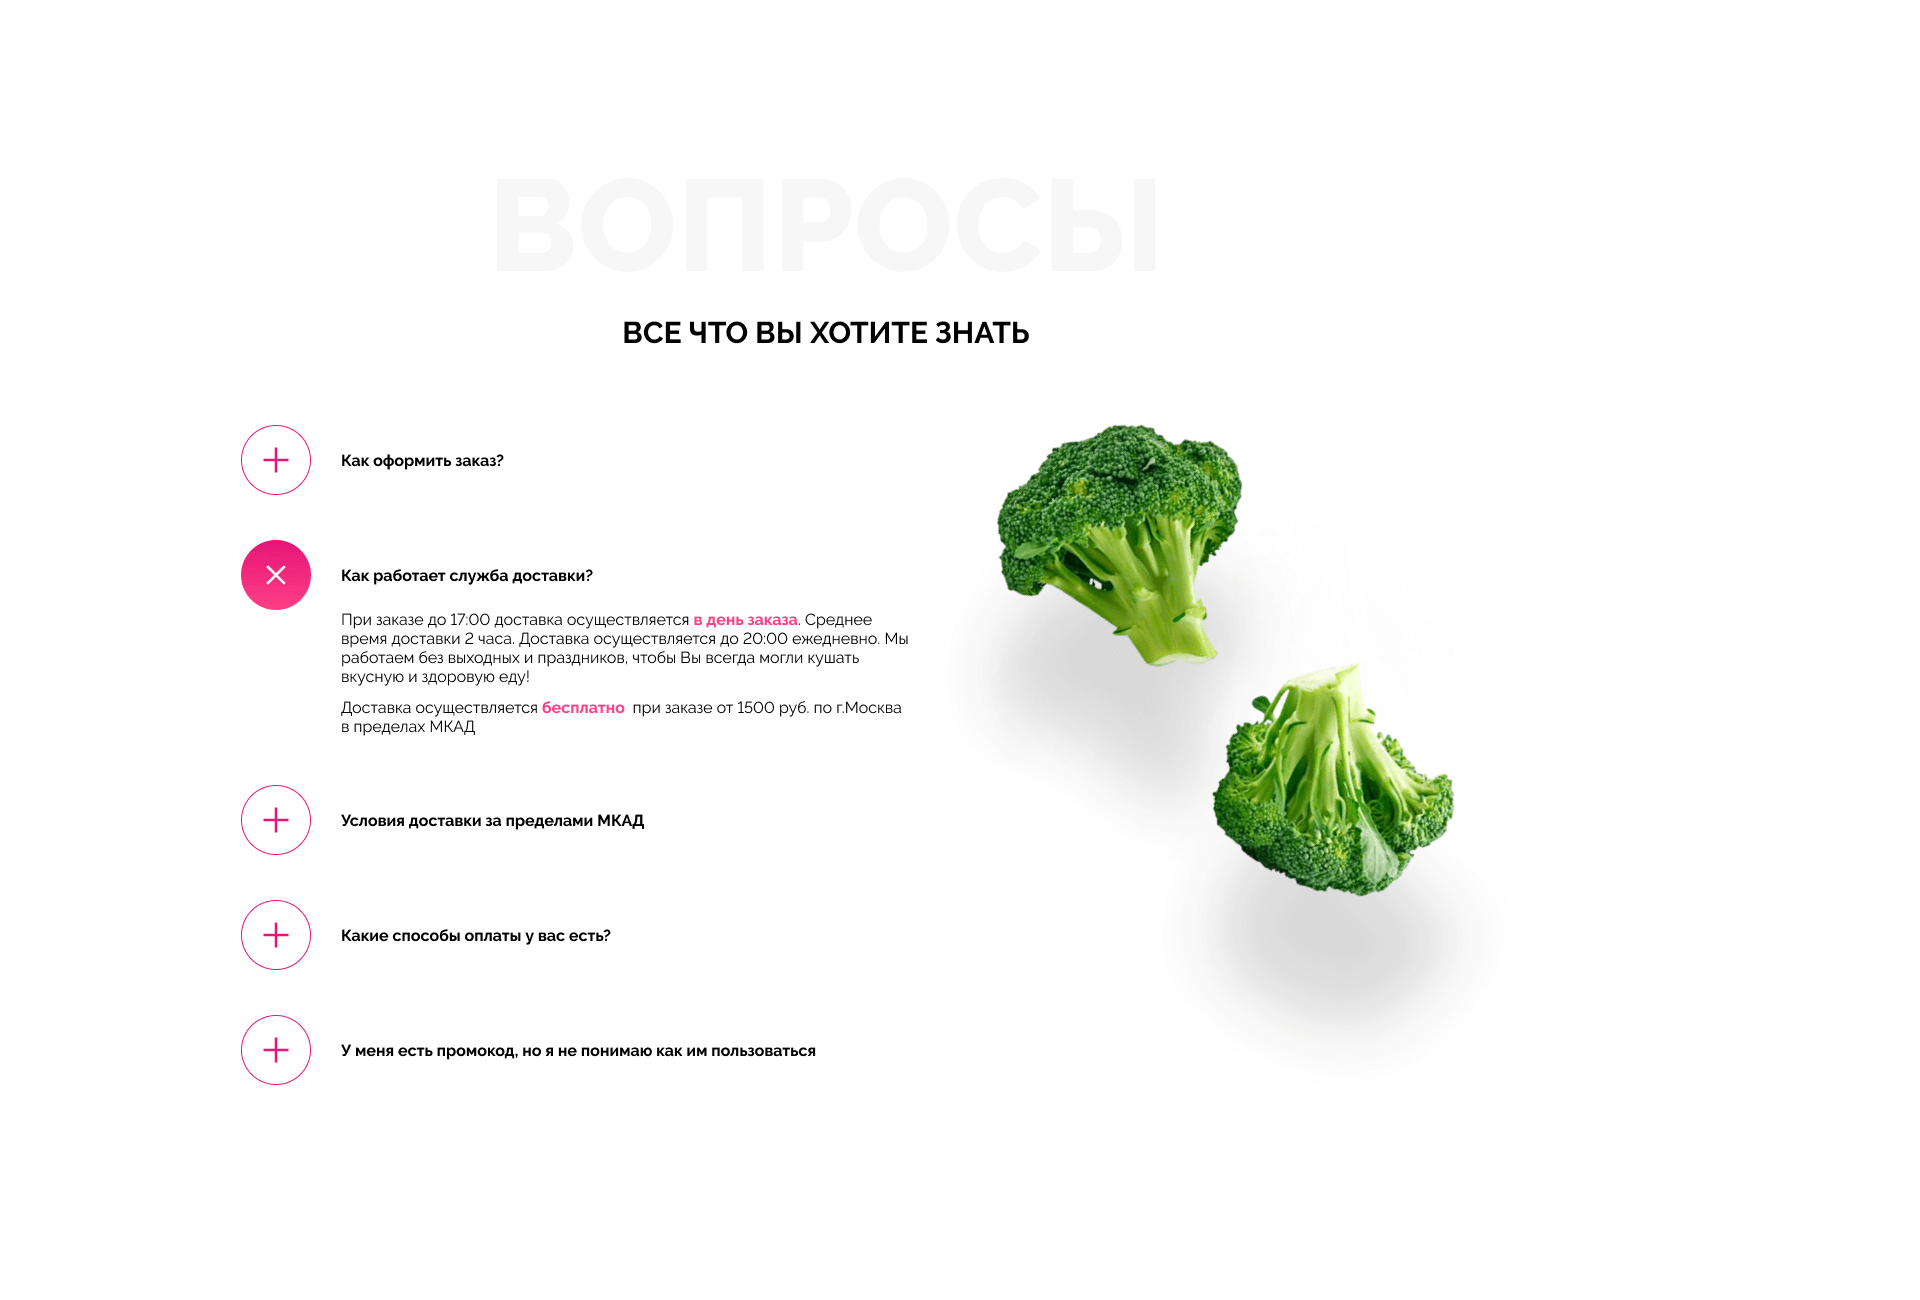 ВОПРОСЫ
ВСЕ ЧТО ВЫ ХОТИТЕ ЗНАТЬ
Как оформить заказ?
Как работает служба доставки?
При заказе до 17:00 доставка осуществляется в день заказа. Среднее
время доставки 2 часа. Доставка осуществляется до 20:00 ежедневно. Мы
работаем без выходных и праздников, чтобы Вы всегда могли кушать
вкусную и здоровую еду!
Доставка осуществляется бесплатно при заказе от 1500 руб. по г.Москва
в пределах МКАД
Условия доставки за пределами МКАД
Какие способы оплаты у вас есть?
У меня есть промокод, но я не понимаю как им пользоваться